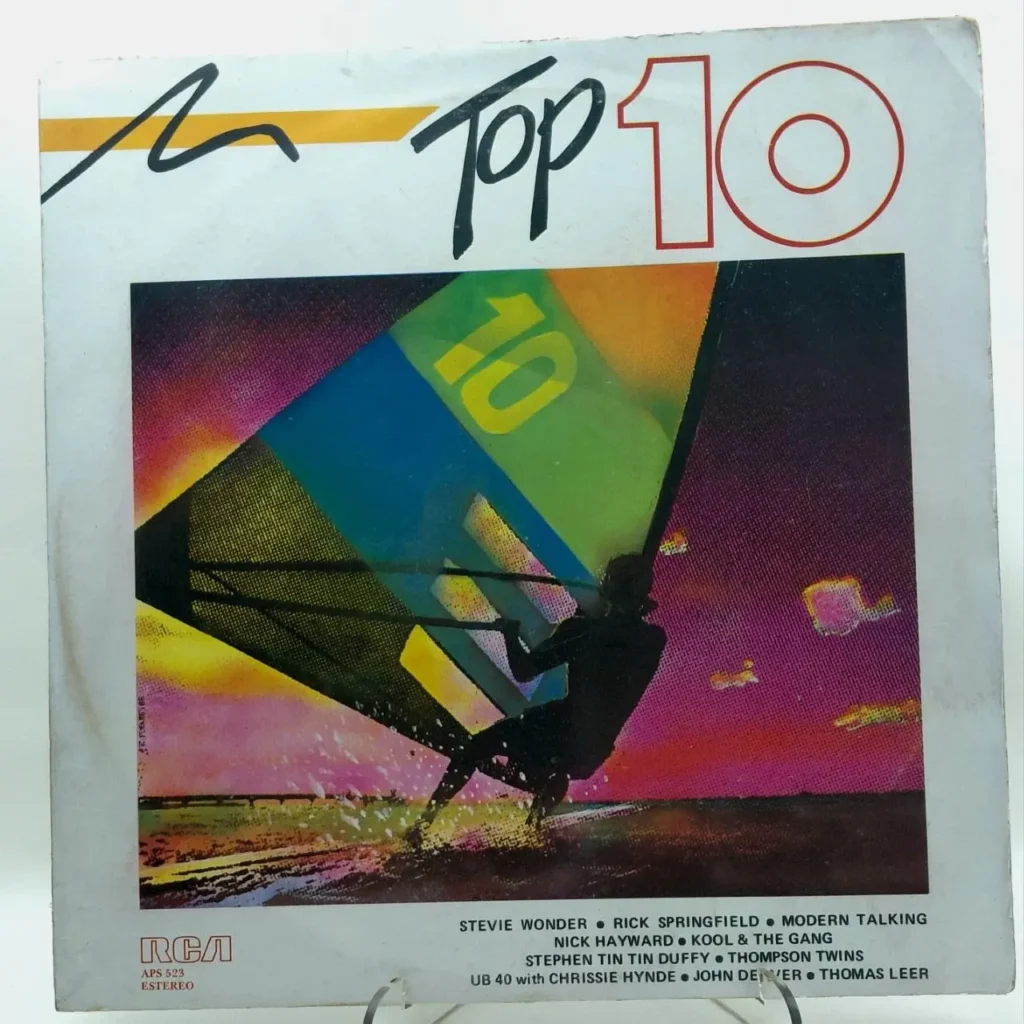 Top 10
10
STEVIE WONDER ● RICK SPRINGFIELD ● MODERN TALKING
NICK HAYWARD ● KOOL & THE GANG
STEPHEN TIN TIN DUFFY ● THOMPSON TWINS
UB 40 with CHRISSIE HYNDE ● JOHN ● THOMAS LEER
RCA
APS 523
ESTEREO